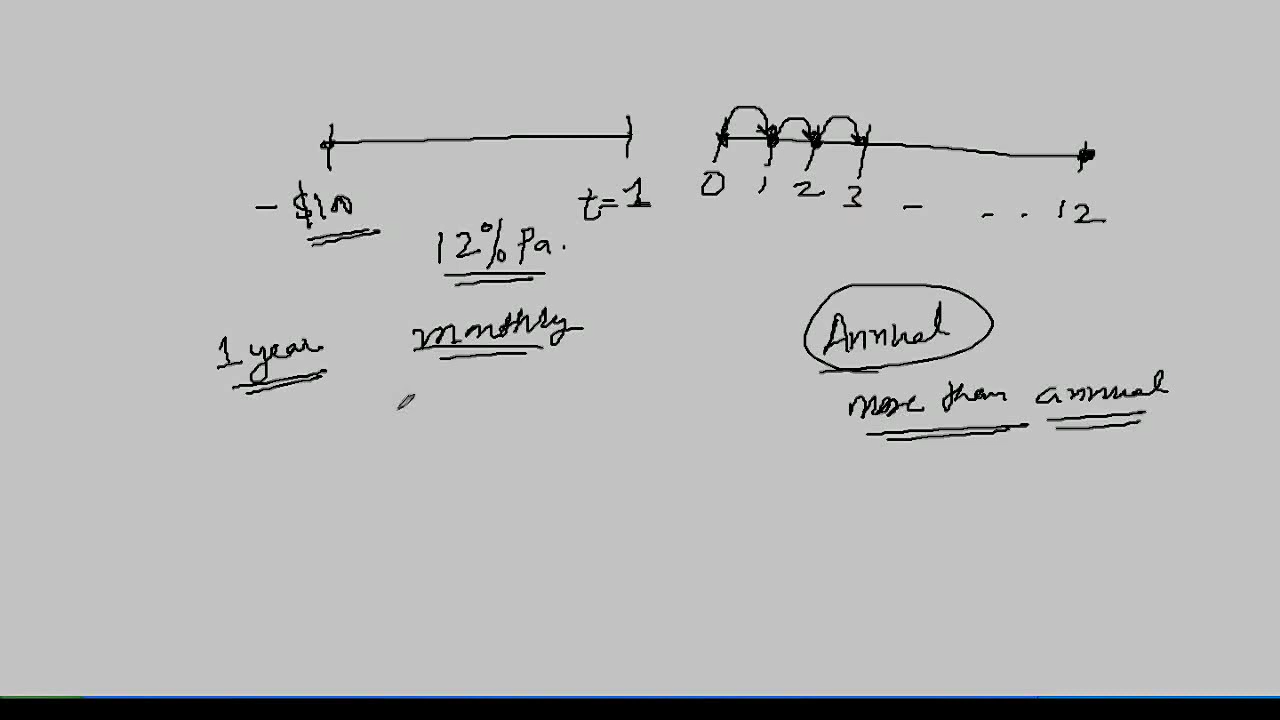 - $100 t=1
0 1 2 3 - - . . 12
12% Pa.
1 year monthly
Annual
more than annual